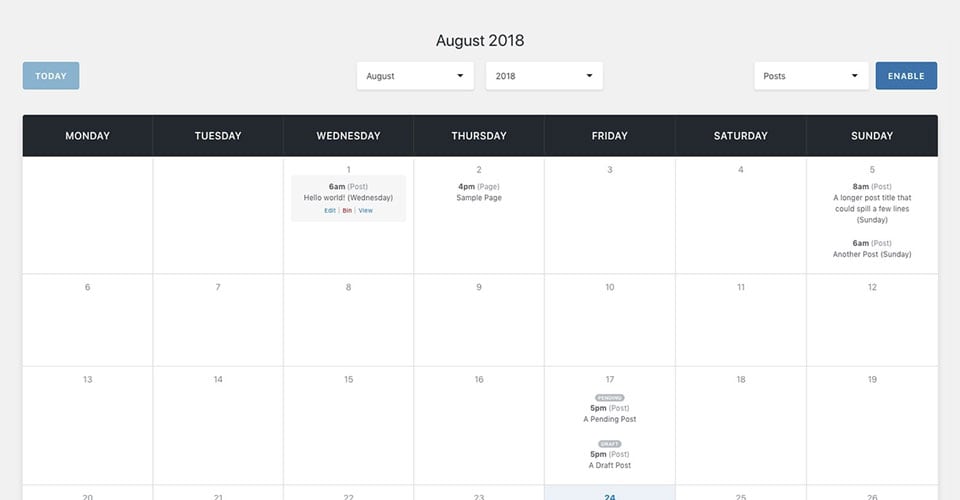 August 2018
TODAY
August
2018
Posts
ENABLE
MONDAY TUESDAY WEDNESDAY THURSDAY FRIDAY SATURDAY SUNDAY
1 2 3 4 5
6am (Post)
Hello world! (Wednesday)
Edit | Bin | View
4pm (Page)
Sample Page
8am (Post)
A longer post title that
could spill a few lines
(Sunday)
6am (Post)
Another Post (Sunday)
6 7 8 9 10 11 12
13 14 15 16 17 18 19
PENDING
5pm (Post)
A Pending Post
DRAFT
5pm (Post)
A Draft Post
20 21 22 23 24 25 26